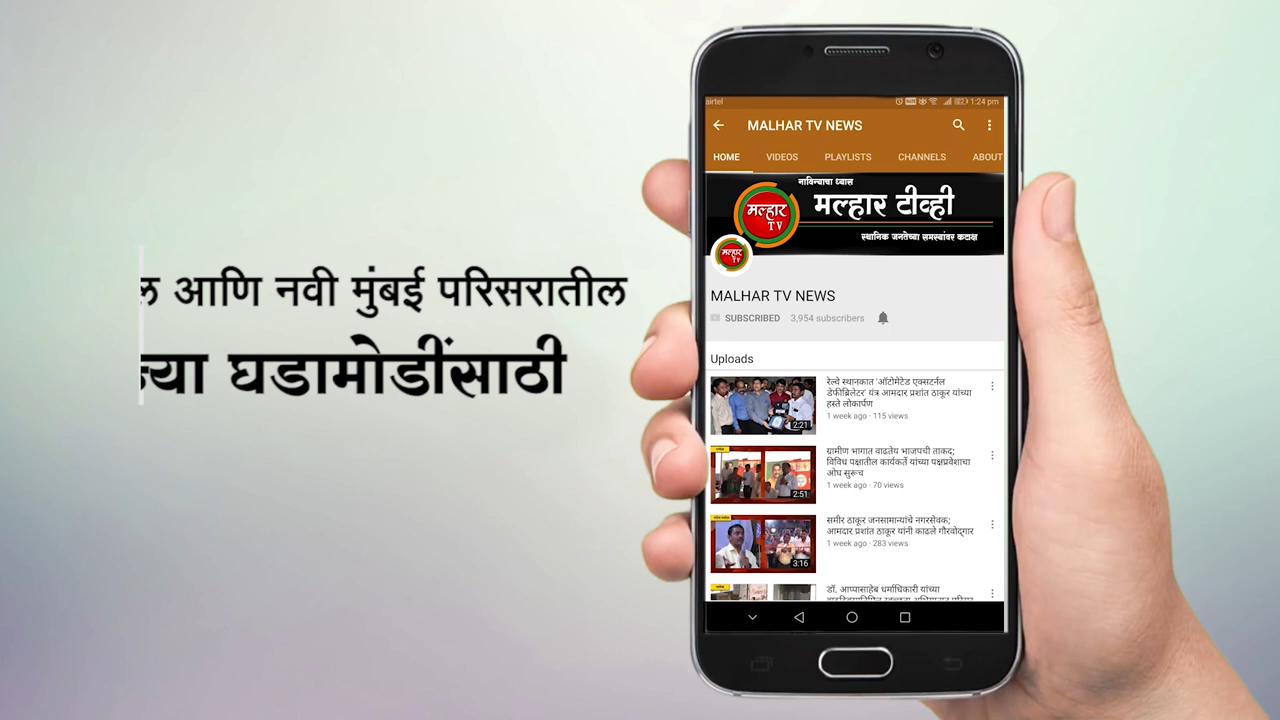 आणि नवी मुंबई परिसरातील
घडामोडींसाठी
airtel
1:24 pm
MALHAR TV NEWS
HOME VIDEOS PLAYLISTS CHANNELS ABOUT
नाविन्याचा ध्यास
मल्हार टीव्ही
मल्हार
TV
स्थानिक जनतेच्या समस्यांवर कटाक्ष
मल्हार
TV
MALHAR TV NEWS
SUBSCRIBED 3,954 subscribers
Uploads
रेल्वे स्थानकात 'ऑटोमेटेड एक्सटर्नल
डेफीब्रिलेटर' यंत्र आमदार प्रशांत ठाकूर यांच्या
हस्ते लोकार्पण
1 week ago · 115 views
2:21
ग्रामीण भागात वाढतेय भाजपची ताकद;
विविध पक्षातील कार्यकर्ते यांच्या पक्षप्रवेशाचा
ओघ सुरूच
1 week ago · 70 views
2:51
समीर ठाकूर जनसामान्यांचे नगरसेवक;
आमदार प्रशांत ठाकूर यांनी काढले गौरवोद्गार
1 week ago · 283 views
3:16
डॉ. आप्पासाहेब धर्माधिकारी यांच्या